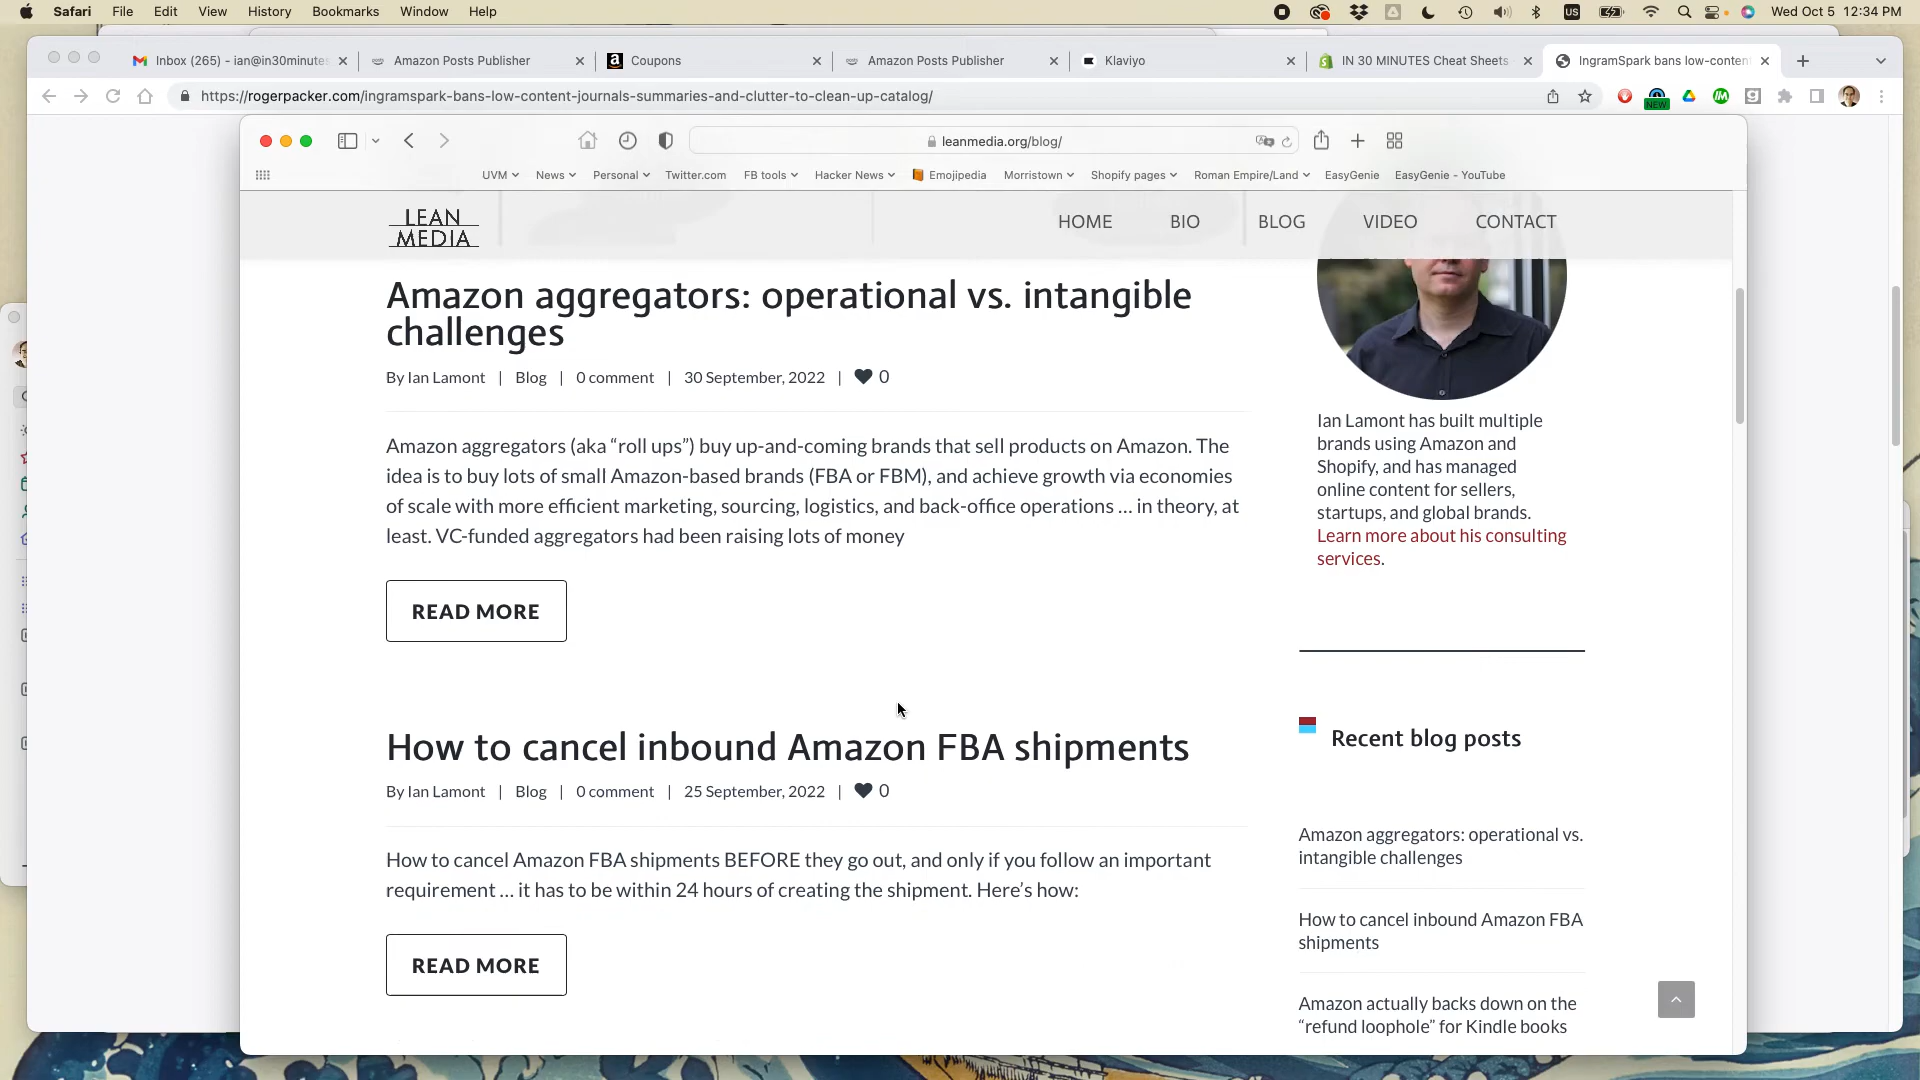 Safari File Edit View History Bookmarks Window Help US Wed Oct 5 12:34 PM
Inbox (265) - ian@in30minutes Amazon Posts Publisher Coupons Amazon Posts Publisher Klaviyo IN 30 MINUTES Cheat Sheets IngramSpark bans low-conten
https://rogerpacker.com/ingramspark-bans-low-content-journals-summaries-and-clutter-to-clean-up-catalog/
NEW
leanmedia.org/blog/
UVM News Personal Twitter.com FB tools Hacker News Emojipedia Morristown Shopify pages Roman Empire/Land EasyGenie EasyGenie - YouTube
LEAN
MEDIA
HOME BIO BLOG VIDEO CONTACT
Amazon aggregators: operational vs. intangible
challenges
By Ian Lamont | Blog | 0 comment | 30 September, 2022 | 0
Amazon aggregators (aka “roll ups”) buy up-and-coming brands that sell products on Amazon. The
idea is to buy lots of small Amazon-based brands (FBA or FBM), and achieve growth via economies
of scale with more efficient marketing, sourcing, logistics, and back-office operations … in theory, at
least. VC-funded aggregators had been raising lots of money
READ MORE
How to cancel inbound Amazon FBA shipments
By Ian Lamont | Blog | 0 comment | 25 September, 2022 | 0
How to cancel Amazon FBA shipments BEFORE they go out, and only if you follow an important
requirement … it has to be within 24 hours of creating the shipment. Here’s how:
READ MORE
Ian Lamont has built multiple
brands using Amazon and
Shopify, and has managed
online content for sellers,
startups, and global brands.
Learn more about his consulting
services.
Recent blog posts
Amazon aggregators: operational vs.
intangible challenges
How to cancel inbound Amazon FBA
shipments
Amazon actually backs down on the
“refund loophole” for Kindle books